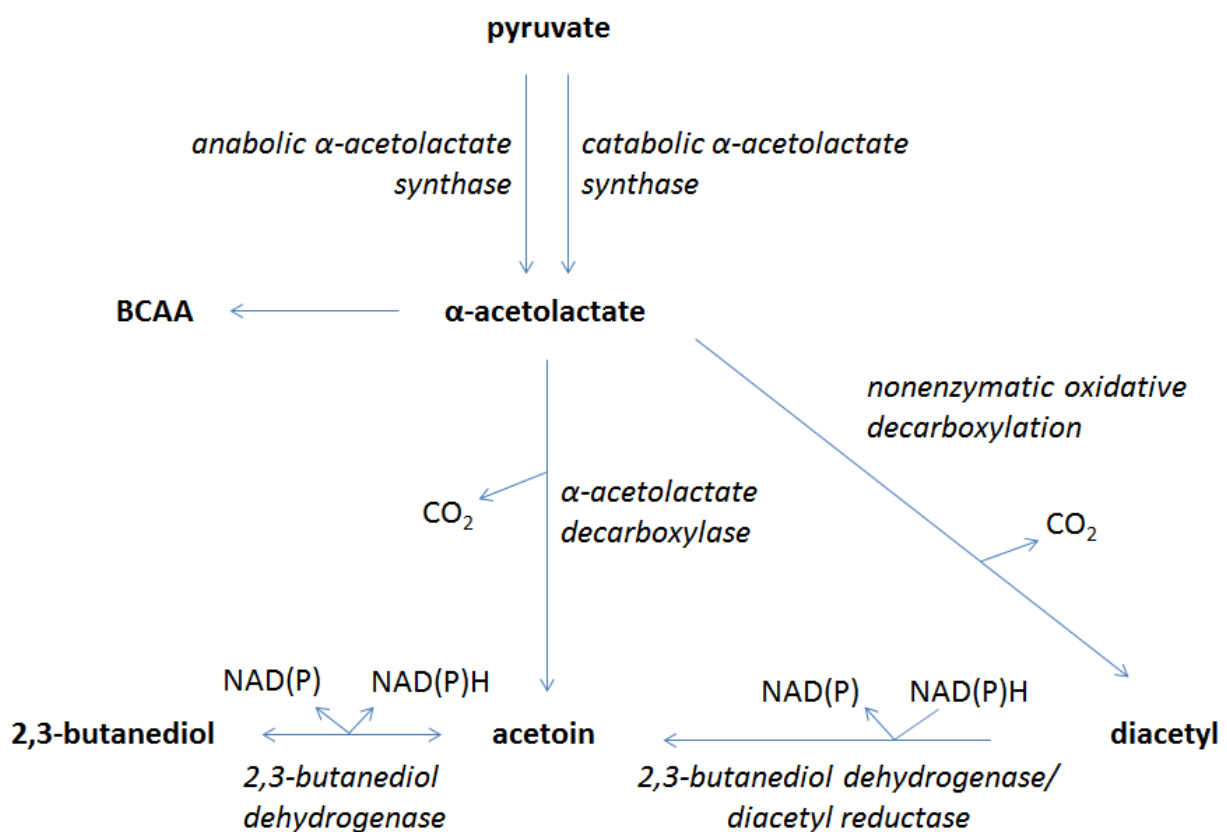 pyruvate
anabolic α-acetolactate
synthase
catabolic α-acetolactate
synthase
BCAA
α-acetolactate
nonenzymatic oxidative
decarboxylation
CO₂
α-acetolactate
decarboxylase
CO₂
NAD(P)
NAD(P)H
NAD(P)
NAD(P)H
2,3-butanediol
acetoin
diacetyl
2,3-butanediol
dehydrogenase
2,3-butanediol dehydrogenase/
diacetyl reductase